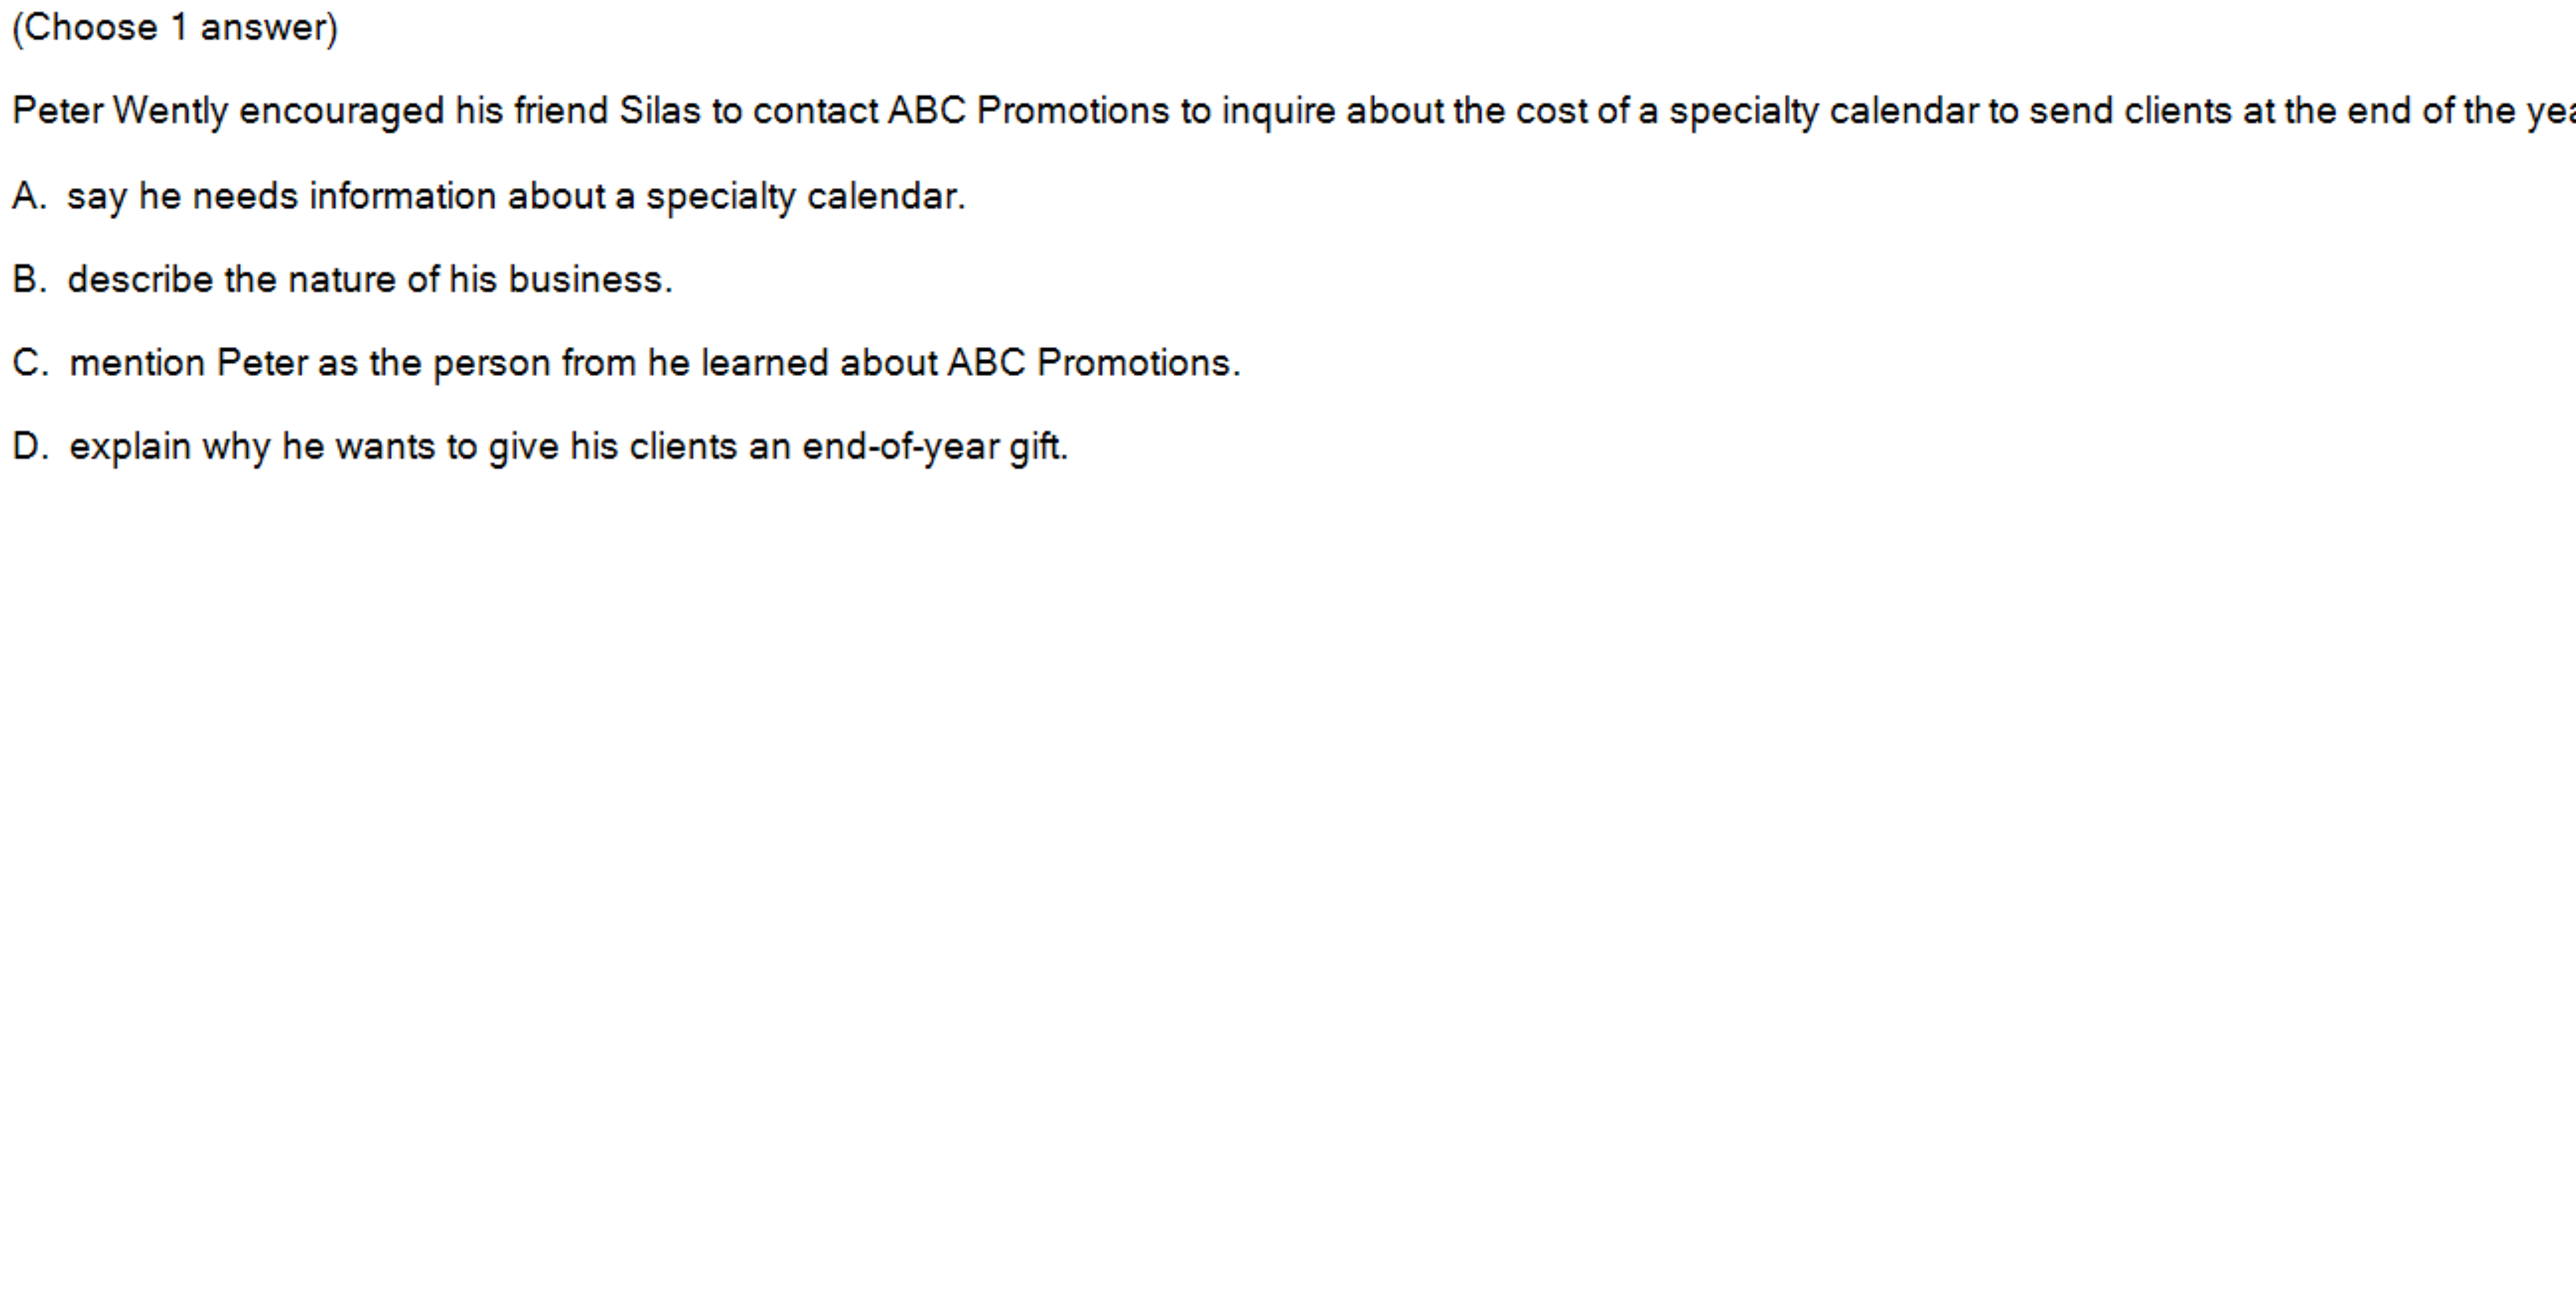 (Choose 1 answer)
Peter Wently encouraged his friend Silas to contact ABC Promotions to inquire about the cost of a specialty calendar to send clients at the end of the
A. say he needs information about a specialty calendar.
B. describe the nature of his business.
C. mention Peter as the person from he learned about ABC Promotions.
D. explain why he wants to give his clients an end-of-year gift.